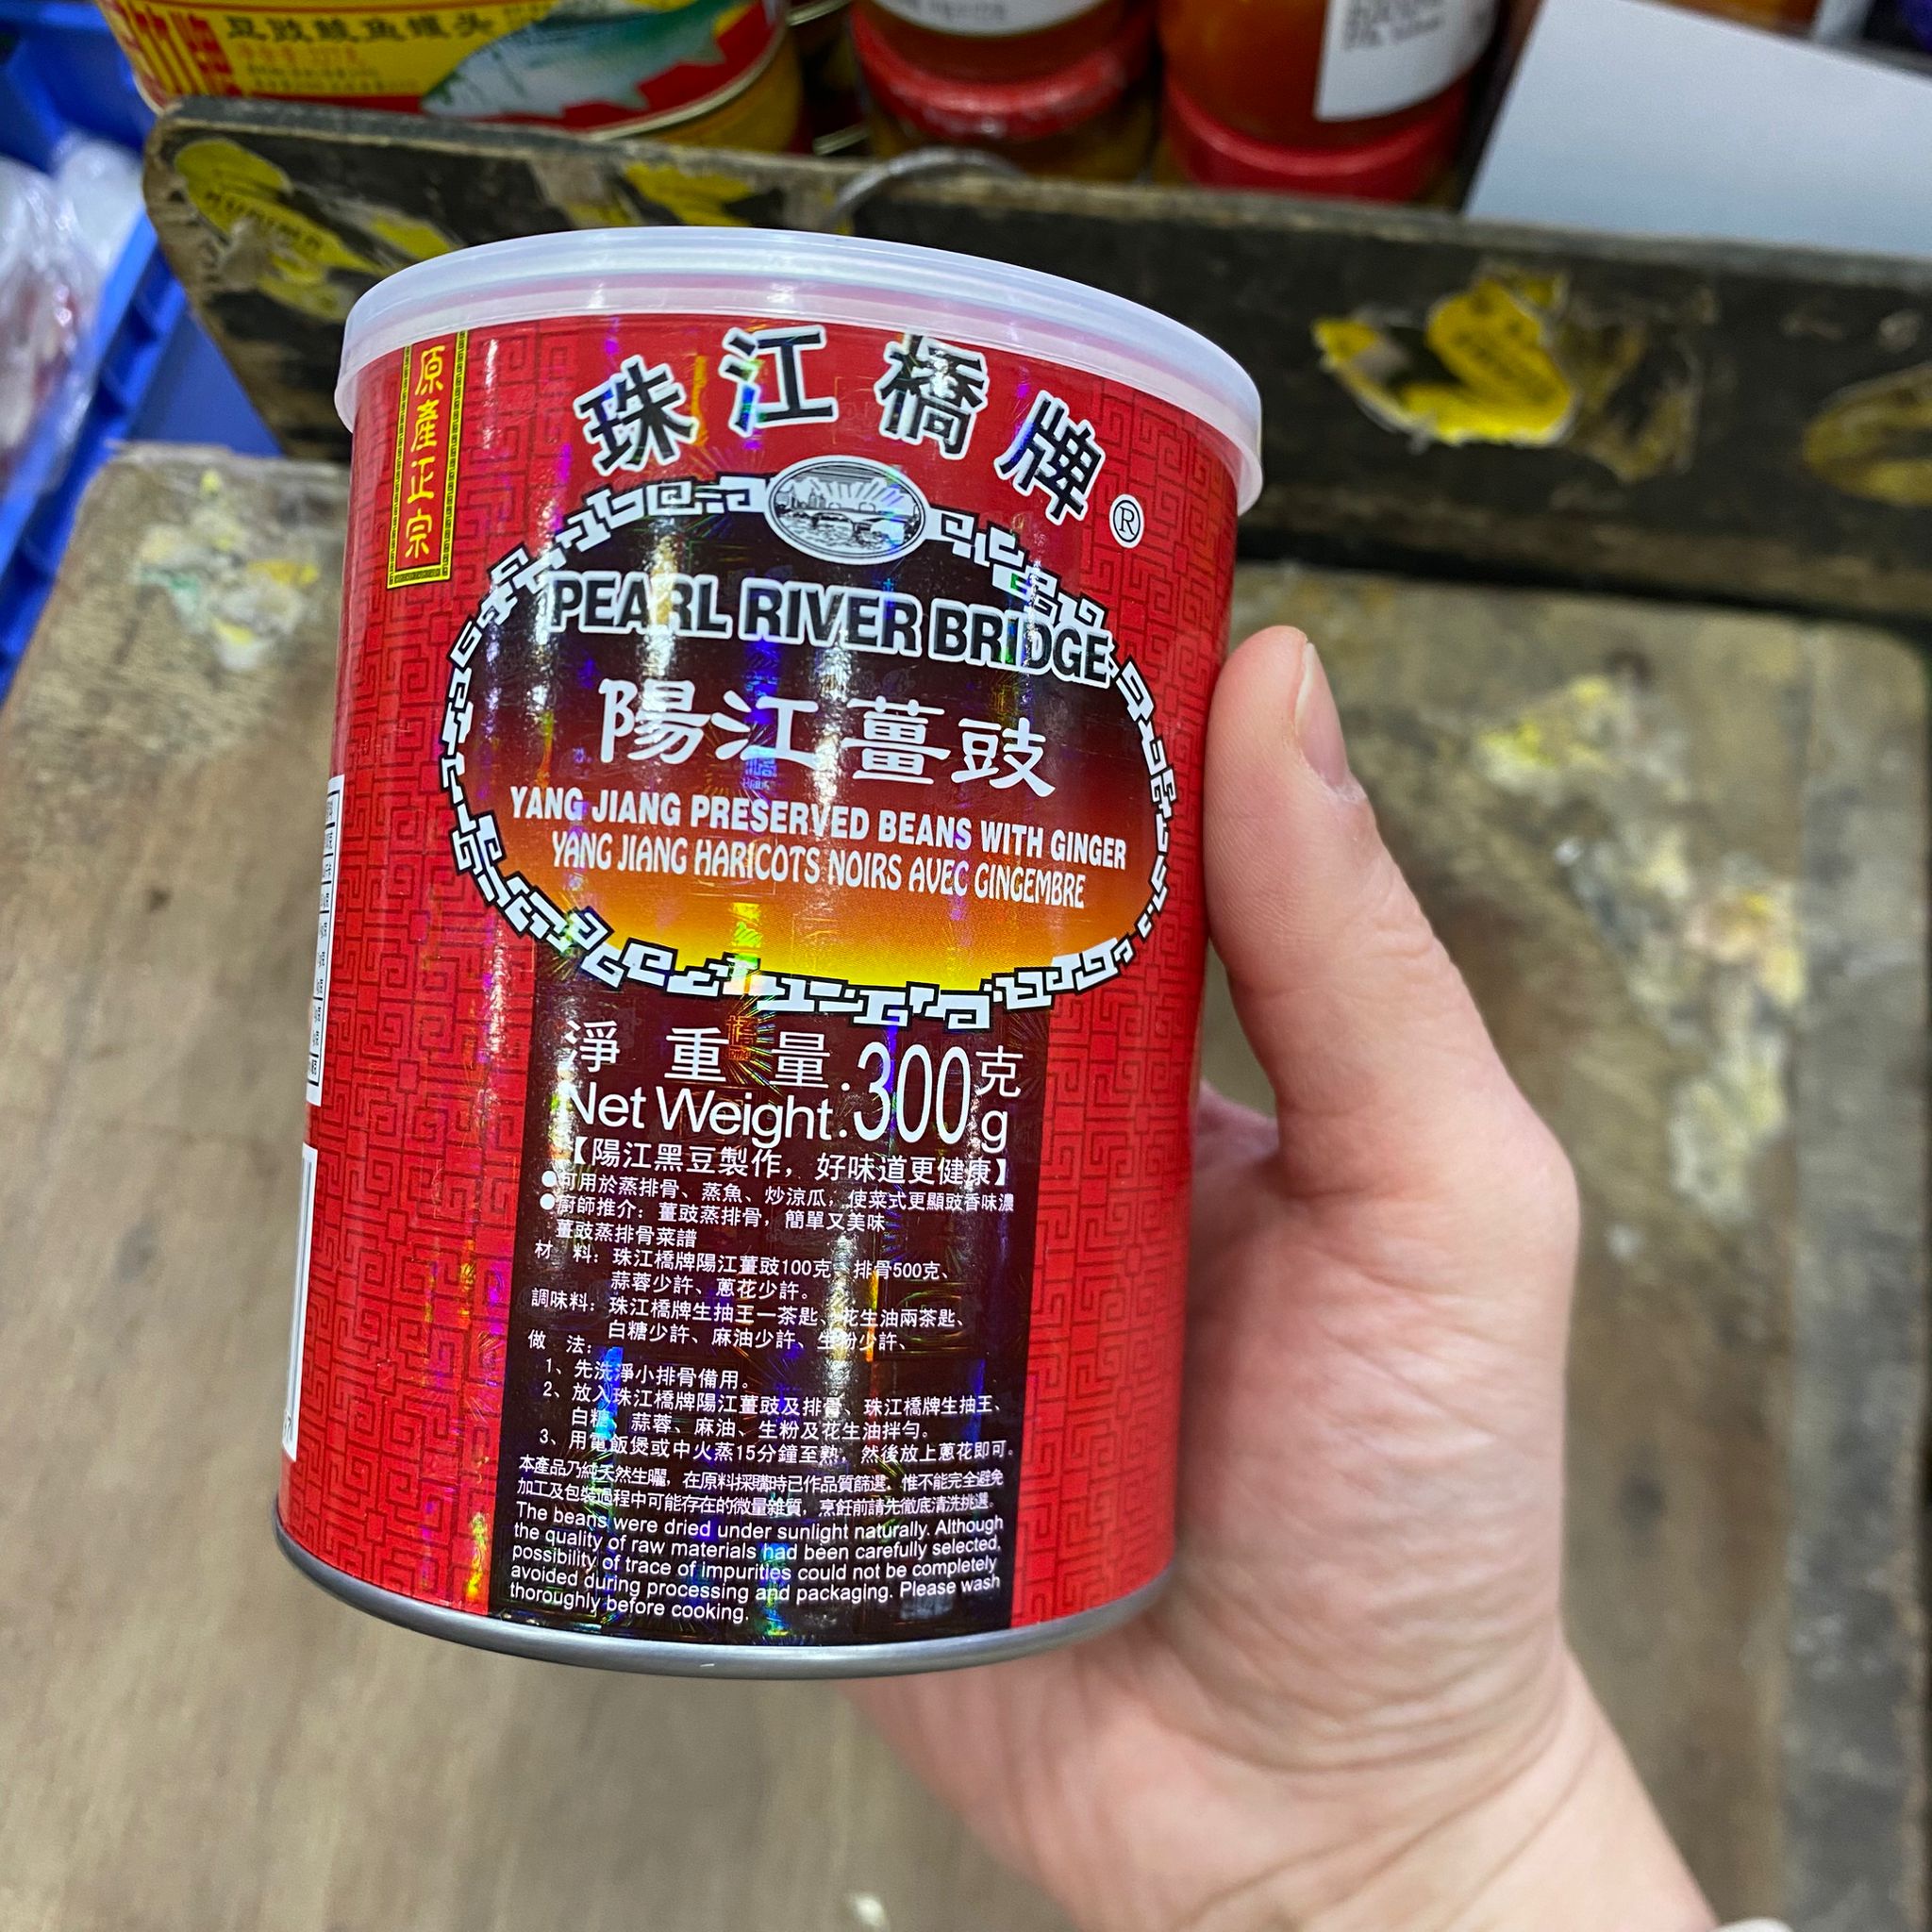 豆豉鲮鱼罐头
原產正宗
珠江橋牌®
PEARL RIVER BRIDGE
陽江薑豉
YANG JIANG PRESERVED BEANS WITH GINGER
YANG JIANG HARICOTS NOIRS AVEC GINGEMBRE
淨重量.300克
Net Weight.300g
【陽江黑豆製作，好味道更健康】
●可用於蒸排骨、蒸魚、炒涼瓜，使菜式更顯豉香味濃
●廚師推介：薑豉蒸排骨，簡單又美味
薑豉蒸排骨菜譜
材 料：珠江橋牌陽江薑豉100克、排骨500克、
蒜蓉少許、蔥花少許。
調味料：珠江橋牌生抽王一茶匙、花生油兩茶匙、
白糖少許、麻油少許、生粉少許、
做 法：
1、先洗淨小排骨備用。
2、放入珠江橋牌陽江薑豉及排骨、珠江橋牌生抽王、
白糖、蒜蓉、麻油、生粉及花生油拌勻。
3、用電飯煲或中火蒸15分鐘至熟，然後放上蔥花即可。
本產品乃純天然生曬，在原料採購時已作品質篩選，惟不能完全避免
加工及包裝過程中可能存在的微量雜質，烹飪前請先徹底清洗挑選。
The beans were dried under sunlight naturally. Although
the quality of raw materials had been carefully selected,
possibility of trace of impurities could not be completely
avoided during processing and packaging. Please wash
thoroughly before cooking.